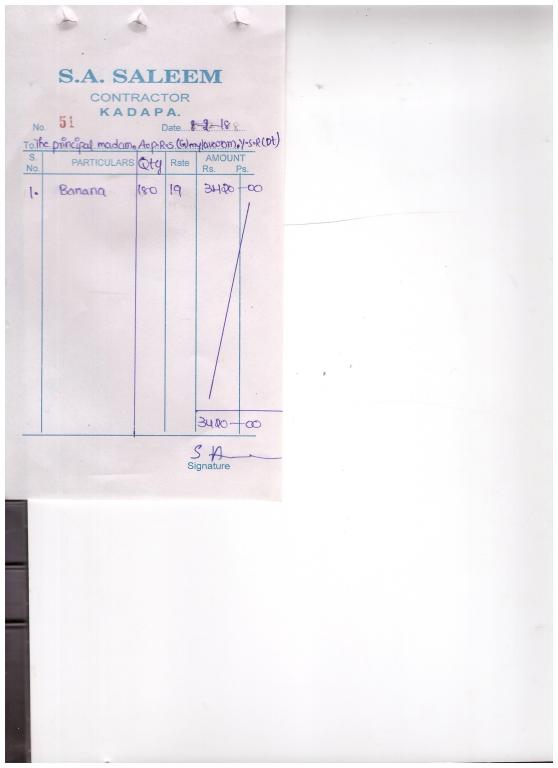 S.A. SALEEM
CONTRACTOR
KADAPA.
No. 51 Date 8-2-18
To The principal madam, A.P.R.S (G) mylavaram, Y.S.R (Dt)
S. No. PARTICULARS Qty Rate AMOUNT Rs. Ps.
1. Banana 180 19 3420-00
3420-00
S A
Signature